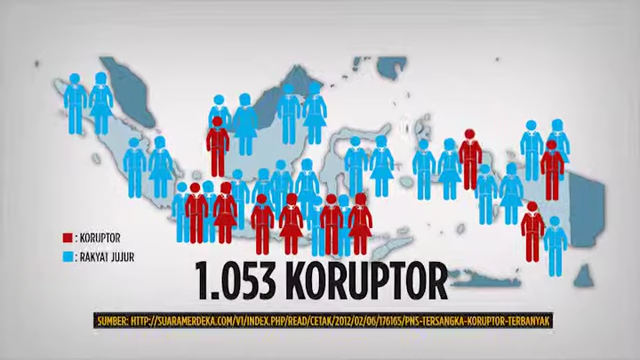 : KORUPTOR
: RAKYAT JUJUR
1.053 KORUPTOR
SUMBER: HTTP://SUARAMERDEKA.COM/V1/INDEX.PHP/READ/CETAK/2012/02/06/176165/PNS-TERSANGKA-KORUPTOR-TERBANYAK